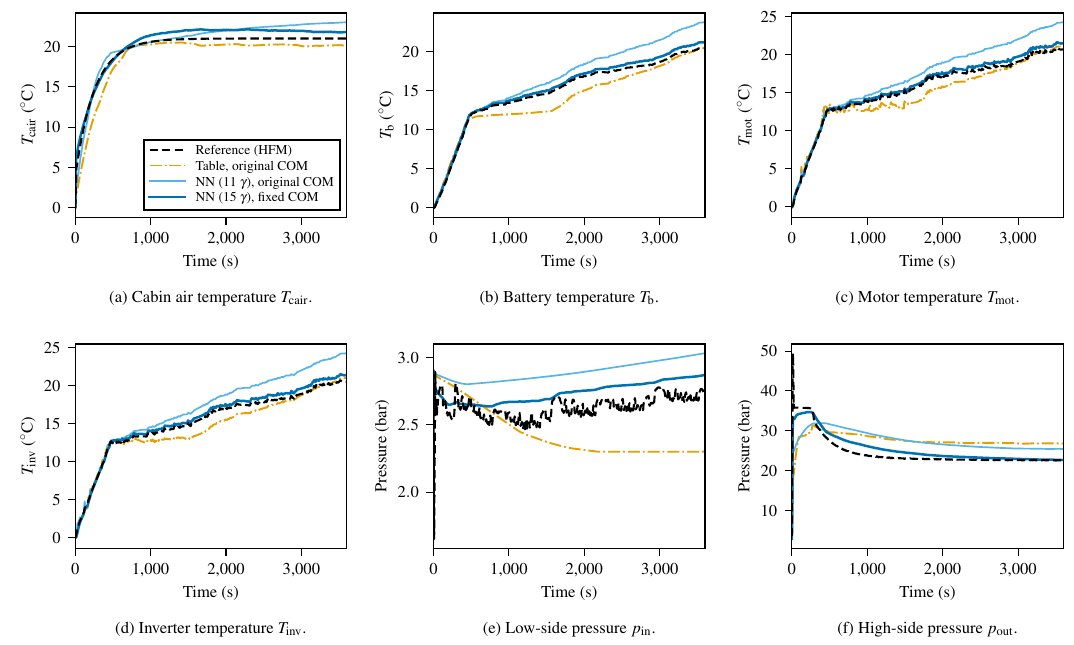 T_cair (°C)
20
15
10
5
0
Reference (HFM)
Table, original COM
NN (11 γ), original COM
NN (15 γ), fixed COM
0 1,000 2,000 3,000
Time (s)
(a) Cabin air temperature T_cair.
T_b (°C)
20
15
10
5
0
0 1,000 2,000 3,000
Time (s)
(b) Battery temperature T_b.
T_mot (°C)
25
20
15
10
5
0
0 1,000 2,000 3,000
Time (s)
(c) Motor temperature T_mot.
T_inv (°C)
25
20
15
10
5
0
0 1,000 2,000 3,000
Time (s)
(d) Inverter temperature T_inv.
Pressure (bar)
3.0
2.0
0 1,000 2,000 3,000
Time (s)
(e) Low-side pressure p_in.
Pressure (bar)
50
40
30
20
10
0 1,000 2,000 3,000
Time (s)
(f) High-side pressure p_out.